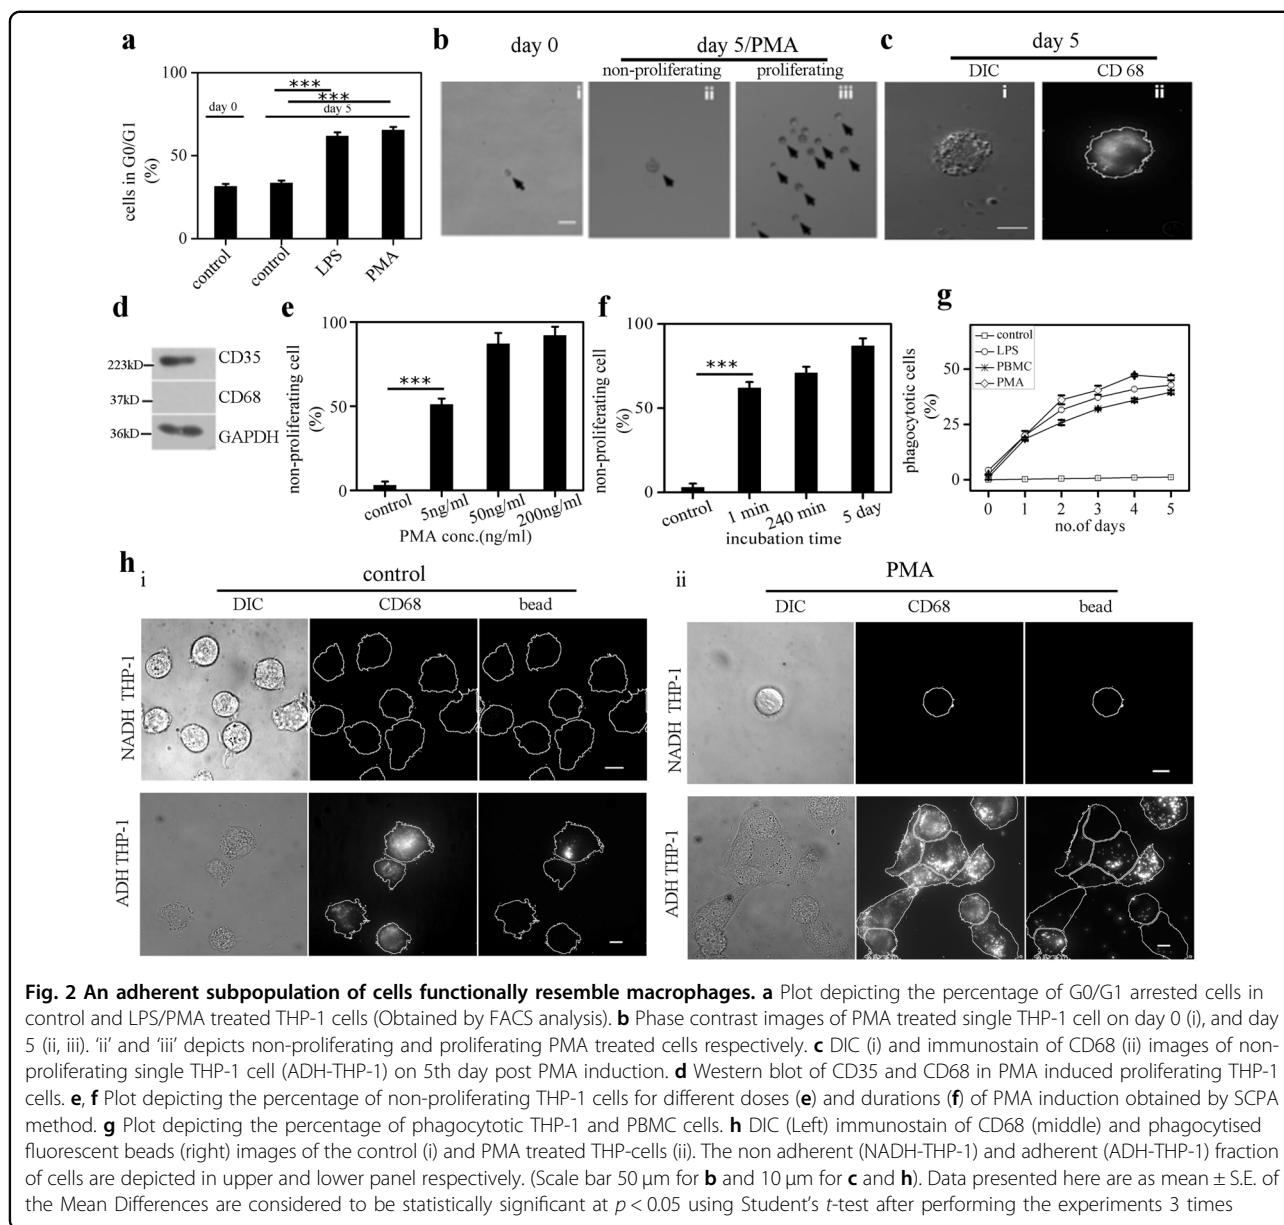 a
100
50
0
cells in G0/G1
(%)
day 0
***
***
day 5
control
control
LPS
PMA
b
day 0
day 5/PMA
non-proliferating
proliferating
i
ii
iii
c
day 5
DIC
CD 68
i
ii
d
223kD
CD35
37kD
CD68
36kD
GAPDH
e
100
50
0
non-proliferating cell
(%)
***
control
5ng/ml
50ng/ml
200ng/ml
PMA conc.(ng/ml)
f
100
50
0
non-proliferating cell
(%)
***
control
1 min
240 min
5 day
incubation time
g
control
LPS
PBMC
PMA
50
25
0
phagocytotic cells
(%)
0 1 2 3 4 5
no.of days
h
i
control
DIC CD68 bead
NADH THP-1
ADH THP-1
ii
PMA
DIC CD68 bead
NADH THP-1
ADH THP-1
Fig. 2 An adherent subpopulation of cells functionally resemble macrophages. a Plot depicting the percentage of G0/G1 arrested cells in
control and LPS/PMA treated THP-1 cells (Obtained by FACS analysis). b Phase contrast images of PMA treated single THP-1 cell on day 0 (i), and day
5 (ii, iii). ‘ii’ and ‘iii’ depicts non-proliferating and proliferating PMA treated cells respectively. c DIC (i) and immunostain of CD68 (ii) images of non-
proliferating single THP-1 cell (ADH-THP-1) on 5th day post PMA induction. d Western blot of CD35 and CD68 in PMA induced proliferating THP-1
cells. e, f Plot depicting the percentage of non-proliferating THP-1 cells for different doses (e) and durations (f) of PMA induction obtained by SCPA
method. g Plot depicting the percentage of phagocytotic THP-1 and PBMC cells. h DIC (Left) immunostain of CD68 (middle) and phagocytised
fluorescent beads (right) images of the control (i) and PMA treated THP-cells (ii). The non adherent (NADH-THP-1) and adherent (ADH-THP-1) fraction
of cells are depicted in upper and lower panel respectively. (Scale bar 50 µm for b and 10 µm for c and h). Data presented here are as mean ± S.E. of
the Mean Differences are considered to be statistically significant at p < 0.05 using Student’s t-test after performing the experiments 3 times